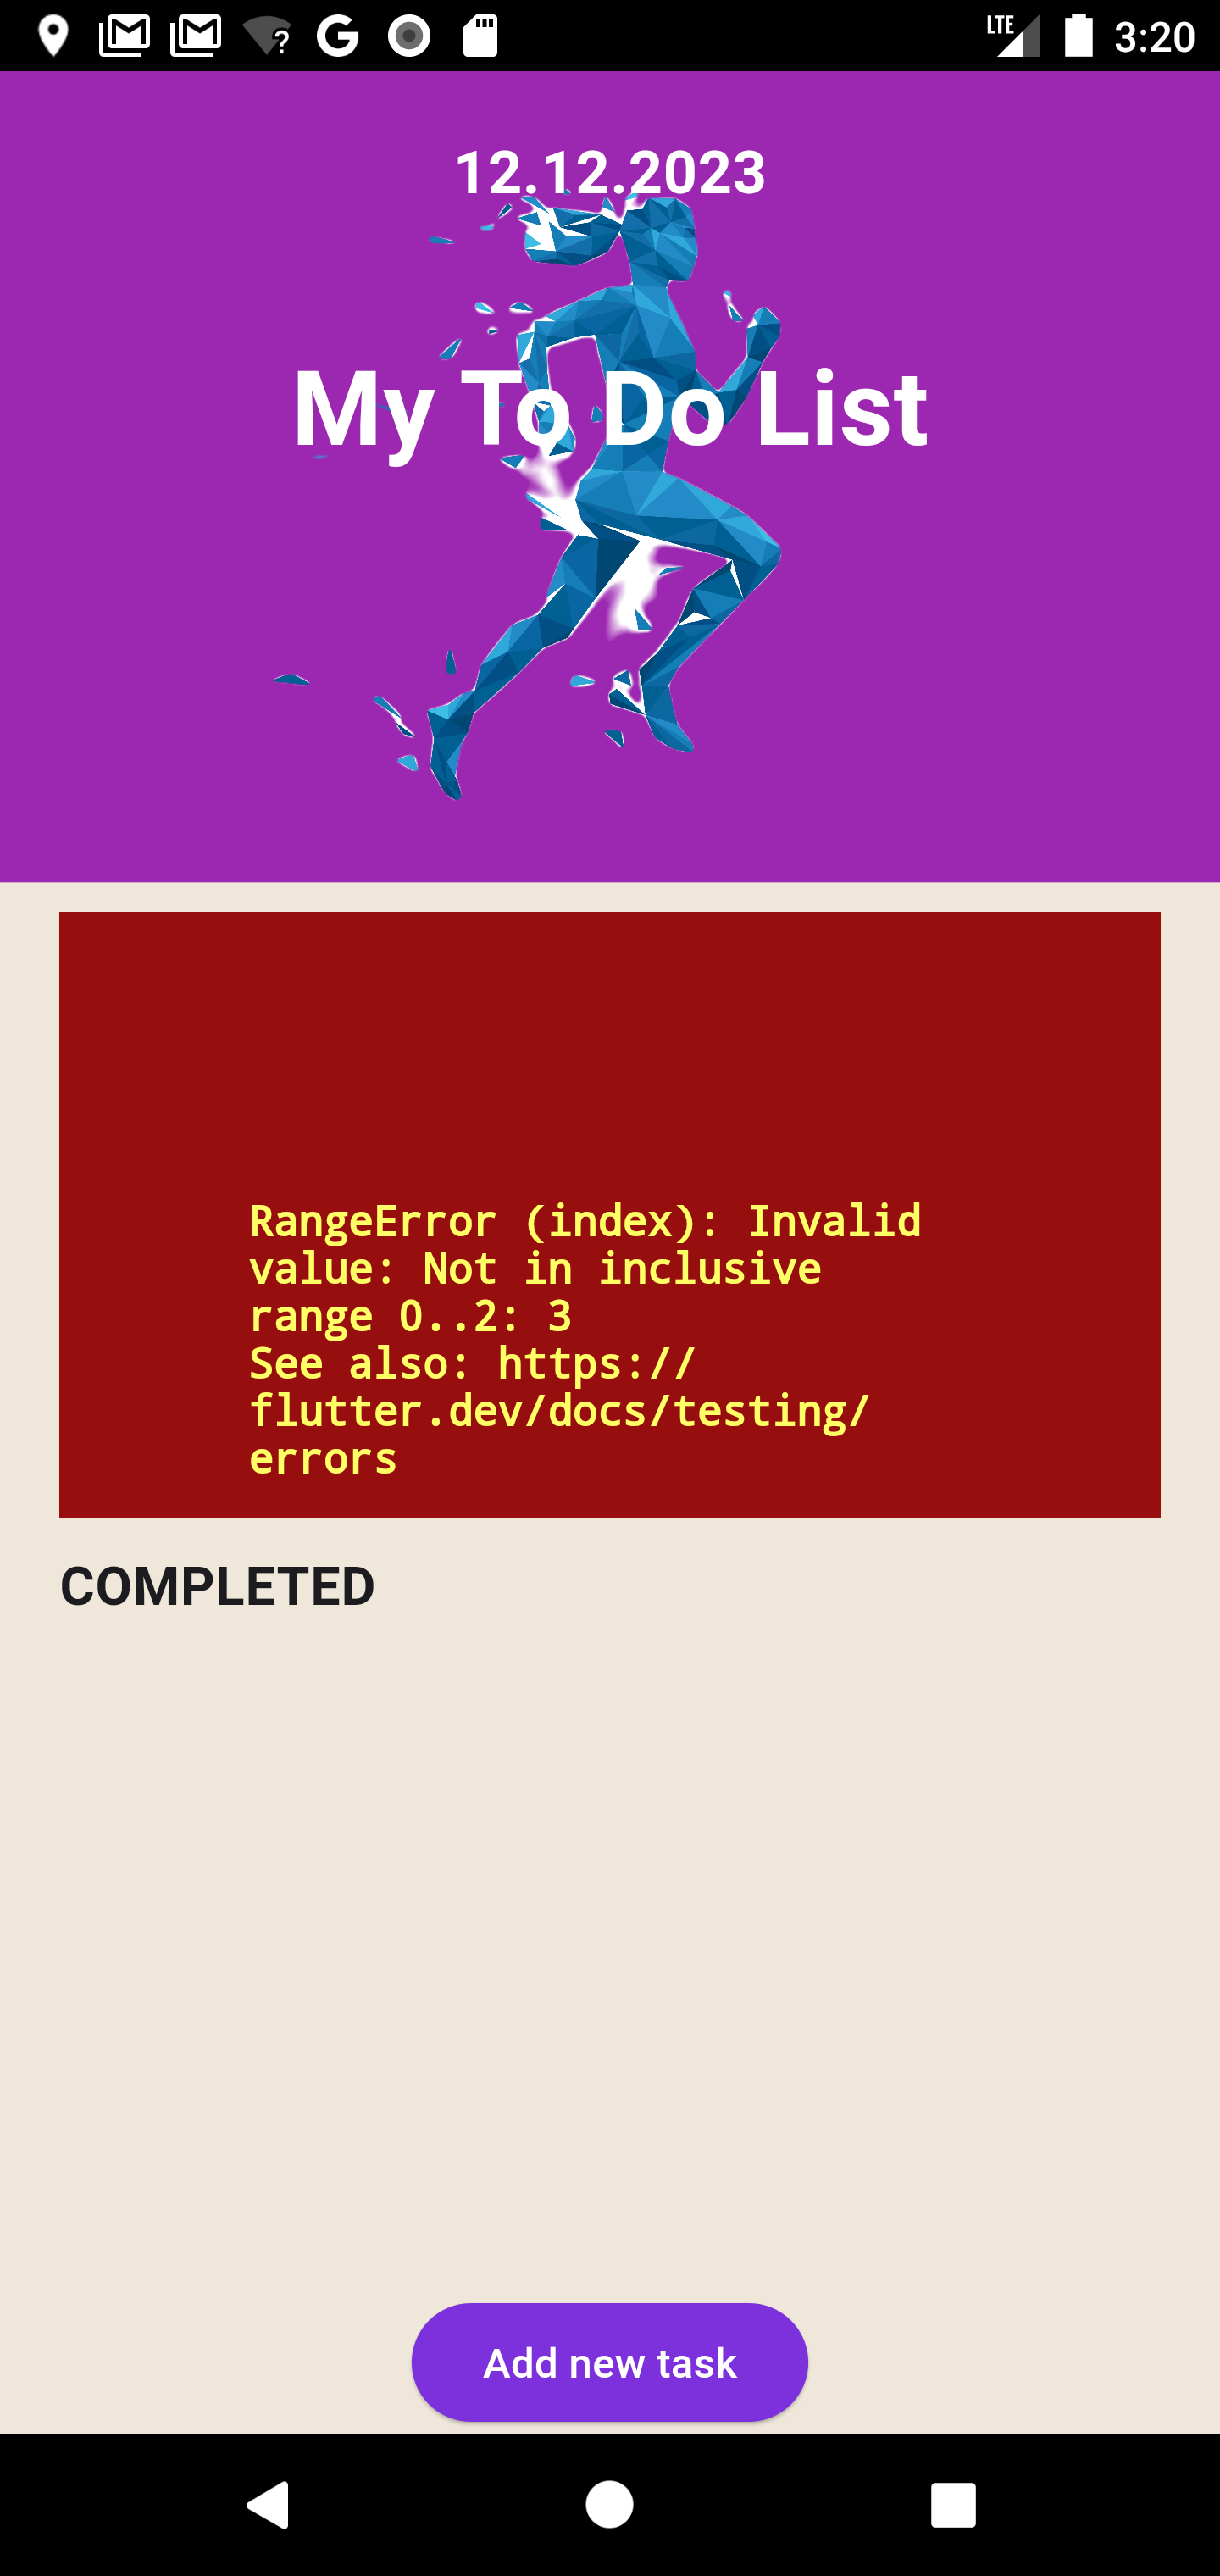 LTE 3:20
12.12.2023
My To Do List
RangeError (index): Invalid
value: Not in inclusive
range 0..2: 3
See also: https://
flutter.dev/docs/testing/
errors
COMPLETED
Add new task